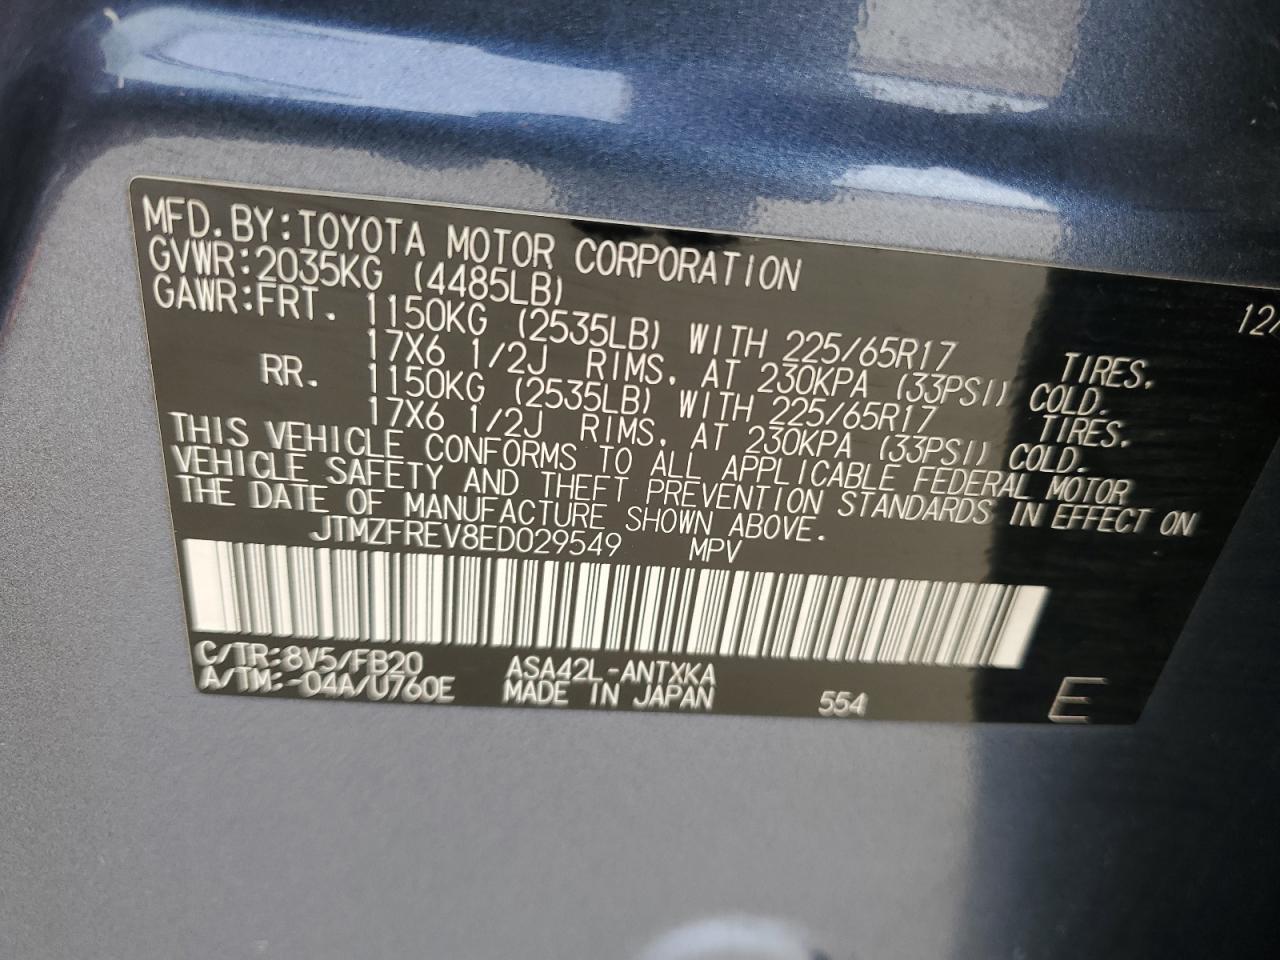 MFD.BY:TOYOTA MOTOR CORPORATION
GVWR:2035KG (4485LB)
GAWR:FRT. 1150KG (2535LB) WITH 225/65R17 TIRES.
17X6 1/2J RIMS, AT 230KPA (33PSI) COLD.
RR. 1150KG (2535LB) WITH 225/65R17 TIRES.
17X6 1/2J RIMS, AT 230KPA (33PSI) COLD.
THIS VEHICLE CONFORMS TO ALL APPLICABLE FEDERAL MOTOR
VEHICLE SAFETY AND THEFT PREVENTION STANDARDS IN EFFECT ON
THE DATE OF MANUFACTURE SHOWN ABOVE.
JTMZFREV8ED029549 MPV
C/TR:8V5/FB20 ASA42L-ANTXKA
A/TM:-04A/U760E MADE IN JAPAN 554 E